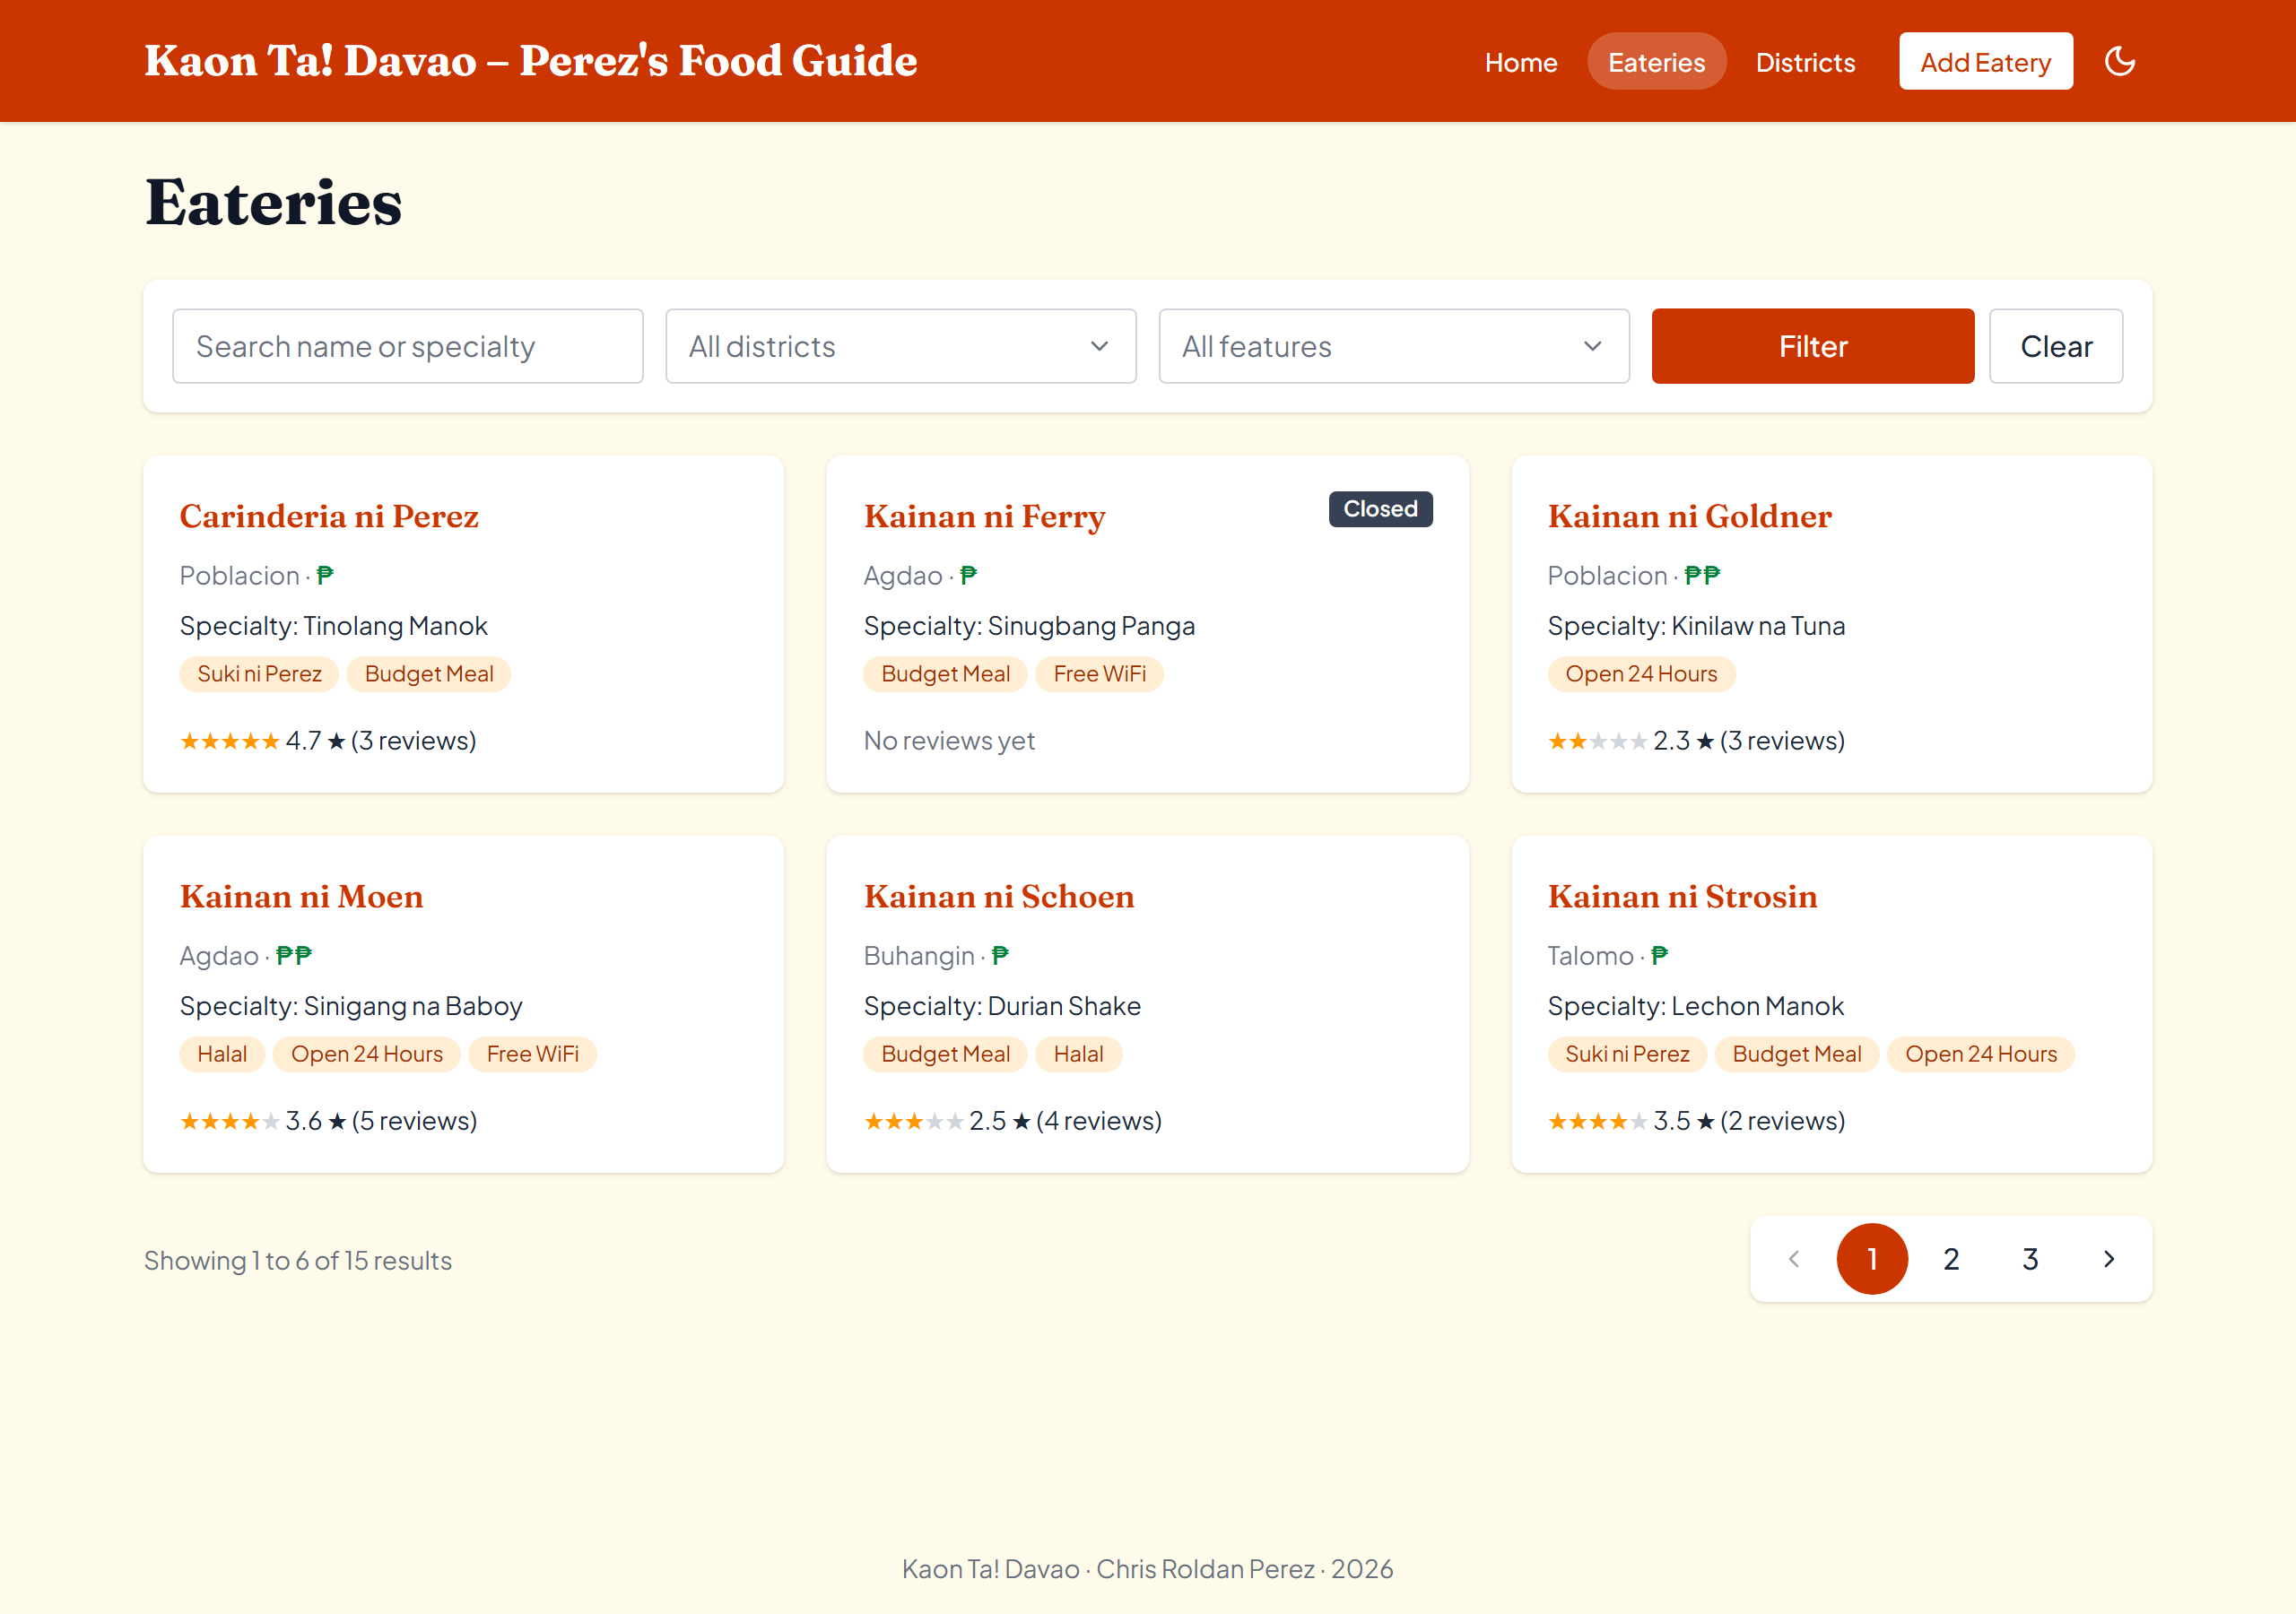 Kaon Ta! Davao – Perez's Food Guide
Home Eateries Districts Add Eatery
Eateries
Search name or specialty All districts All features Filter Clear
Carinderia ni Perez
Poblacion · ₱
Specialty: Tinolang Manok
Suki ni Perez Budget Meal
★★★★★ 4.7 ★ (3 reviews)
Kainan ni Ferry Closed
Agdao · ₱
Specialty: Sinugbang Panga
Budget Meal Free WiFi
No reviews yet
Kainan ni Goldner
Poblacion · ₱₱
Specialty: Kinilaw na Tuna
Open 24 Hours
★★★★★ 2.3 ★ (3 reviews)
Kainan ni Moen
Agdao · ₱₱
Specialty: Sinigang na Baboy
Halal Open 24 Hours Free WiFi
★★★★★ 3.6 ★ (5 reviews)
Kainan ni Schoen
Buhangin · ₱
Specialty: Durian Shake
Budget Meal Halal
★★★★★ 2.5 ★ (4 reviews)
Kainan ni Strosin
Talomo · ₱
Specialty: Lechon Manok
Suki ni Perez Budget Meal Open 24 Hours
★★★★★ 3.5 ★ (2 reviews)
Showing 1 to 6 of 15 results
1 2 3
Kaon Ta! Davao · Chris Roldan Perez · 2026